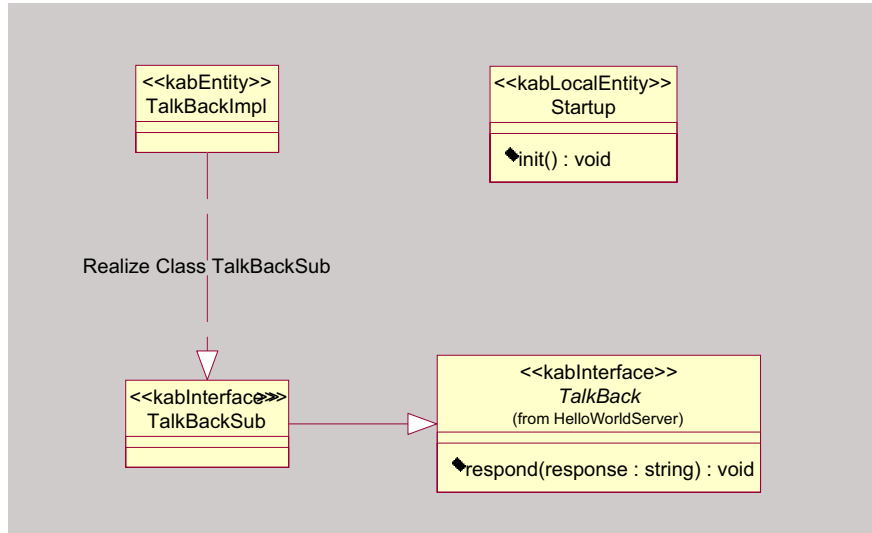 <<kabEntity>>
TalkBackImpl
<<kabLocalEntity>>
Startup
init() : void
Realize Class TalkBackSub
<<kabInterface>>
TalkBackSub
<<kabInterface>>
TalkBack
(from HelloWorldServer)
respond(response : string) : void